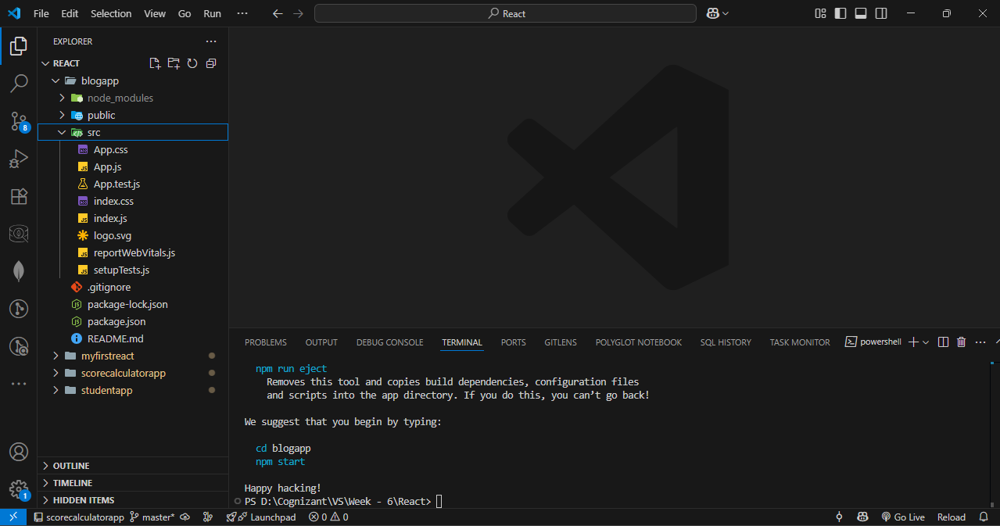 File Edit Selection View Go Run ··· React
EXPLORER ···
REACT
blogapp
node_modules
public
8
src
App.css
App.js
App.test.js
index.css
index.js
logo.svg
reportWebVitals.js
setupTests.js
.gitignore
package-lock.json
package.json
README.md
myfirstreact
scorecalculatorapp
studentapp
OUTLINE
TIMELINE
HIDDEN ITEMS
1
PROBLEMS OUTPUT DEBUG CONSOLE TERMINAL PORTS GITLENS POLYGLOT NOTEBOOK SQL HISTORY TASK MONITOR powershell ···
npm run eject
Removes this tool and copies build dependencies, configuration files
and scripts into the app directory. If you do this, you can’t go back!
We suggest that you begin by typing:
cd blogapp
npm start
Happy hacking!
PS D:\Cognizant\VS\Week - 6\React>
scorecalculatorapp master* Launchpad 0 0 Go Live Reload